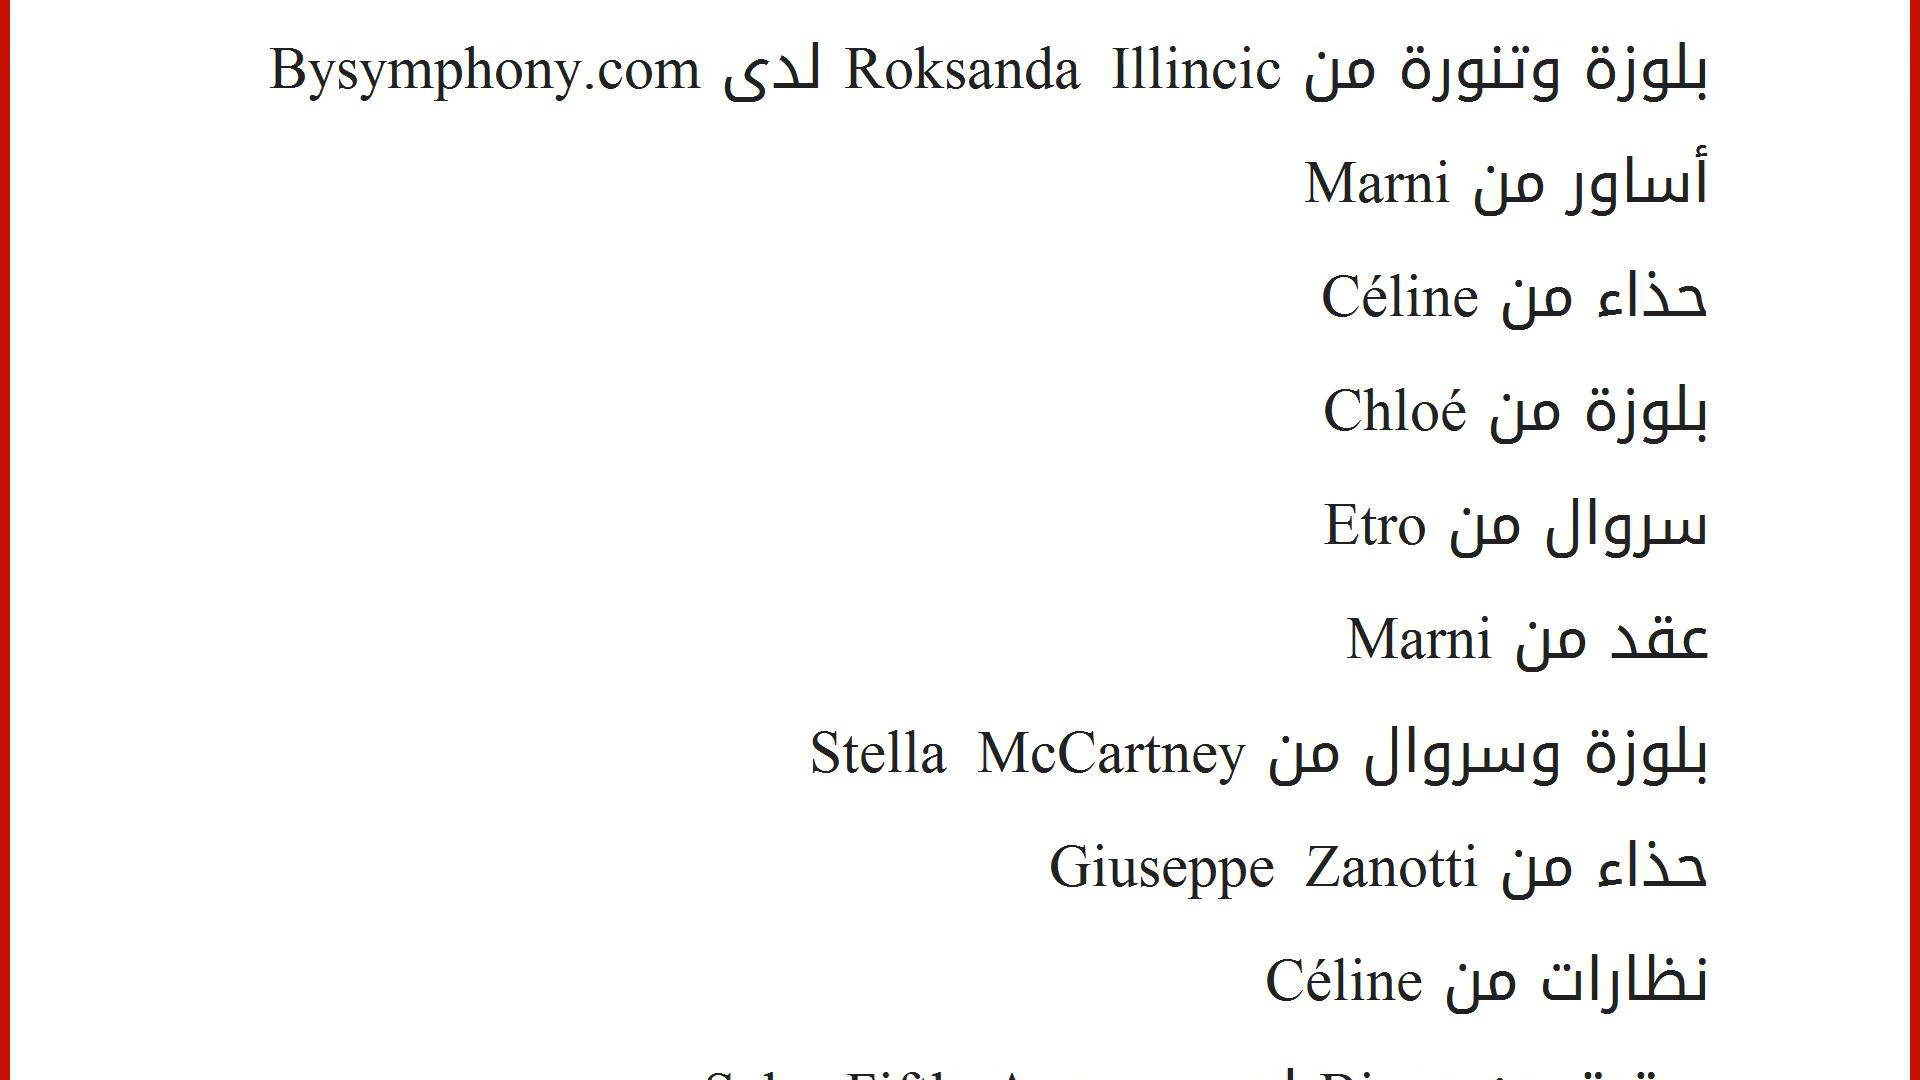 بلوزة وتنورة من Roksanda Illincic لدى Bysymphony.com
أساور من Marni
حذاء من Céline
بلوزة من Chloé
سروال من Etro
عقد من Marni
بلوزة وسروال من Stella McCartney
حذاء من Giuseppe Zanotti
نظارات من Céline